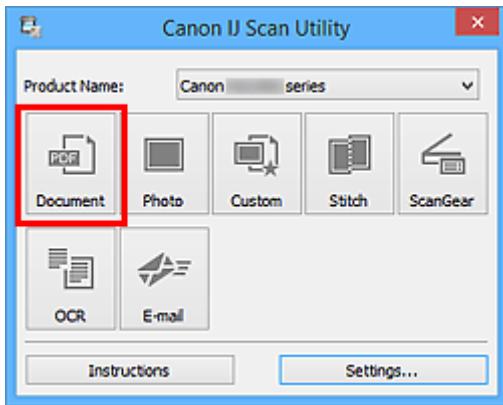 Canon IJ Scan Utility
Product Name: Canon series
PDF
Document Photo Custom Stitch ScanGear
OCR E-mail
Instructions Settings...